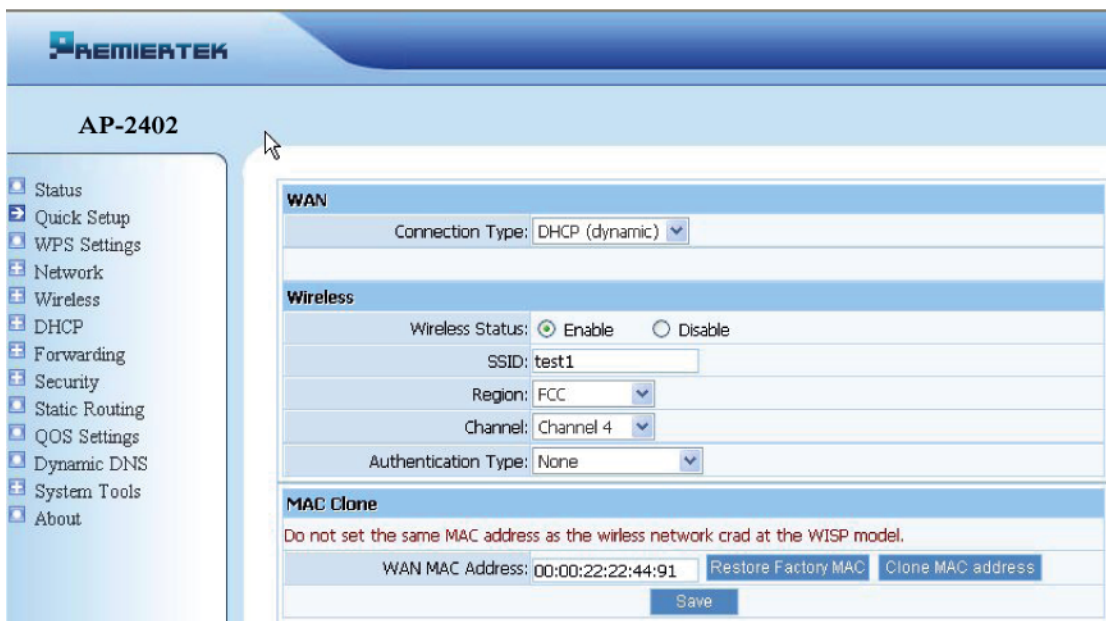 PREMIERTEK
AP-2402
Status
Quick Setup
WPS Settings
Network
Wireless
DHCP
Forwarding
Security
Static Routing
QOS Settings
Dynamic DNS
System Tools
About
WAN
Connection Type: DHCP (dynamic)
Wireless
Wireless Status: Enable Disable
SSID: test1
Region: FCC
Channel: Channel 4
Authentication Type: None
MAC Clone
Do not set the same MAC address as the wirless network crad at the WISP model.
WAN MAC Address: 00:00:22:22:44:91 Restore Factory MAC Clone MAC address
Save